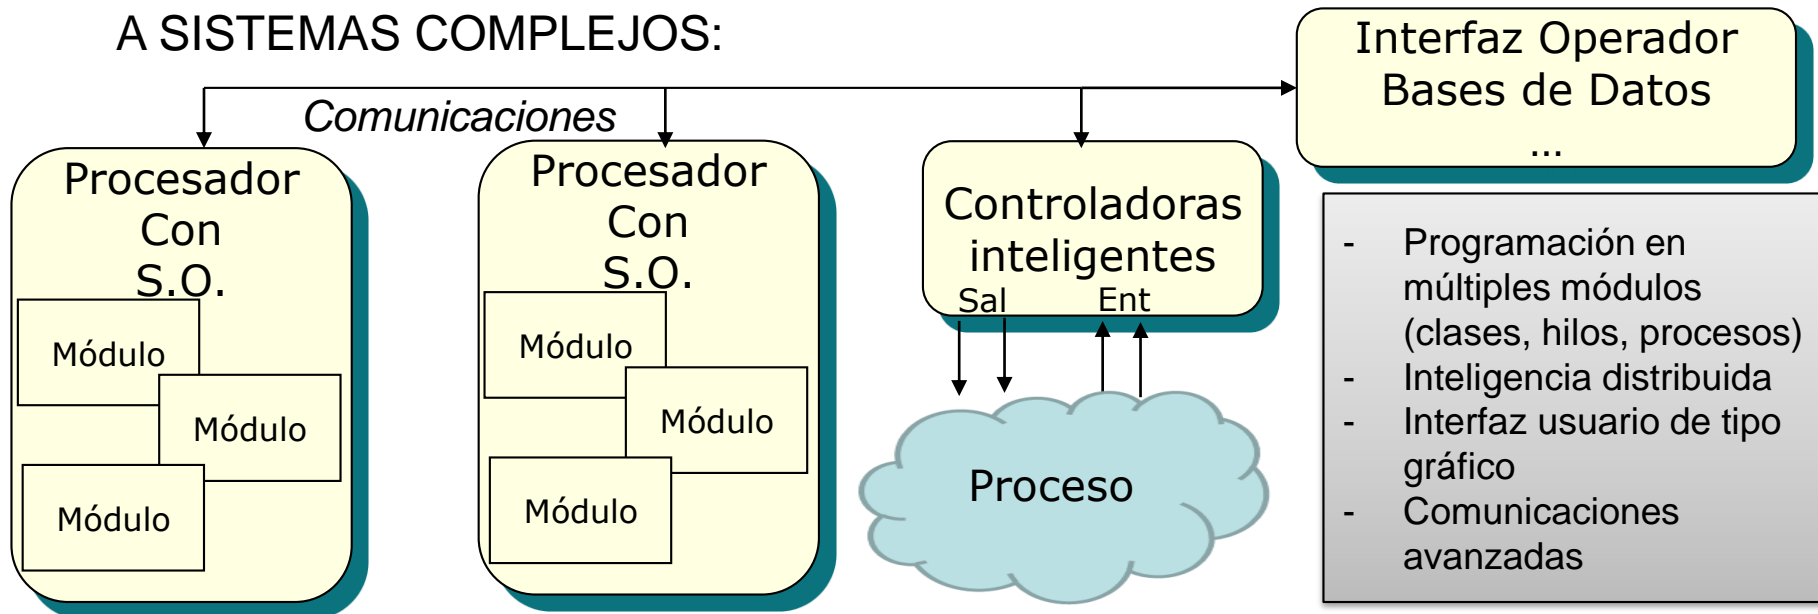 A SISTEMAS COMPLEJOS:
Interfaz Operador
Bases de Datos
...
Comunicaciones
Procesador
Con
S.O.
Módulo
Módulo
Módulo
Procesador
Con
S.O.
Módulo
Módulo
Módulo
Controladoras
inteligentes
Sal Ent
Proceso
- Programación en
múltiples módulos
(clases, hilos, procesos)
- Inteligencia distribuida
- Interfaz usuario de tipo
gráfico
- Comunicaciones
avanzadas